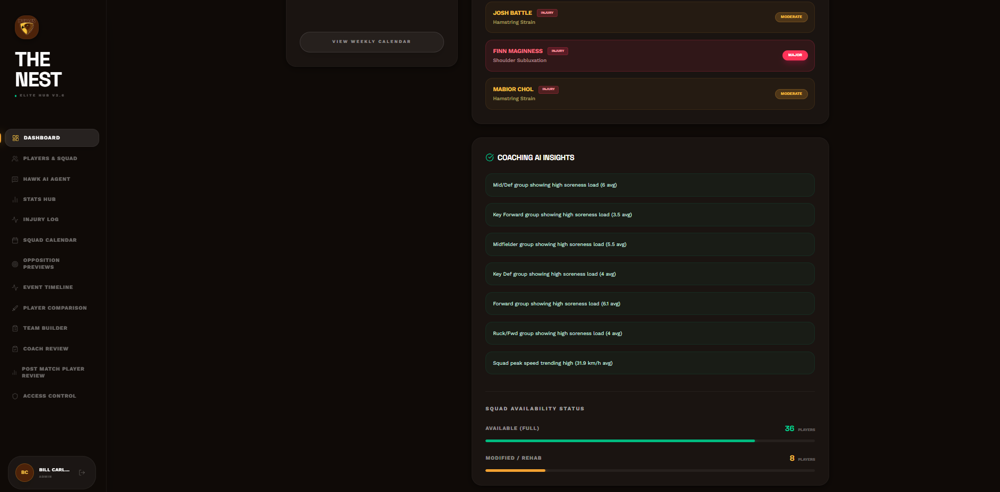 HAWKS
THE
NEST
ELITE HUB V2.6
DASHBOARD
PLAYERS & SQUAD
HAWK AI AGENT
STATS HUB
INJURY LOG
SQUAD CALENDAR
OPPOSITION
PREVIEWS
EVENT TIMELINE
PLAYER COMPARISON
TEAM BUILDER
COACH REVIEW
POST MATCH PLAYER
REVIEW
ACCESS CONTROL
BC
BILL CARL...
ADMIN
VIEW WEEKLY CALENDAR
JOSH BATTLE INJURY
Hamstring Strain
MODERATE
FINN MAGINNESS INJURY
Shoulder Subluxation
MAJOR
MABIOR CHOL INJURY
Hamstring Strain
MODERATE
COACHING AI INSIGHTS
Mid/Def group showing high soreness load (6 avg)
Key Forward group showing high soreness load (3.5 avg)
Midfielder group showing high soreness load (5.5 avg)
Key Def group showing high soreness load (4 avg)
Forward group showing high soreness load (6.1 avg)
Ruck/Fwd group showing high soreness load (4 avg)
Squad peak speed trending high (31.9 km/h avg)
SQUAD AVAILABILITY STATUS
AVAILABLE (FULL) 36 PLAYERS
MODIFIED / REHAB 8 PLAYERS